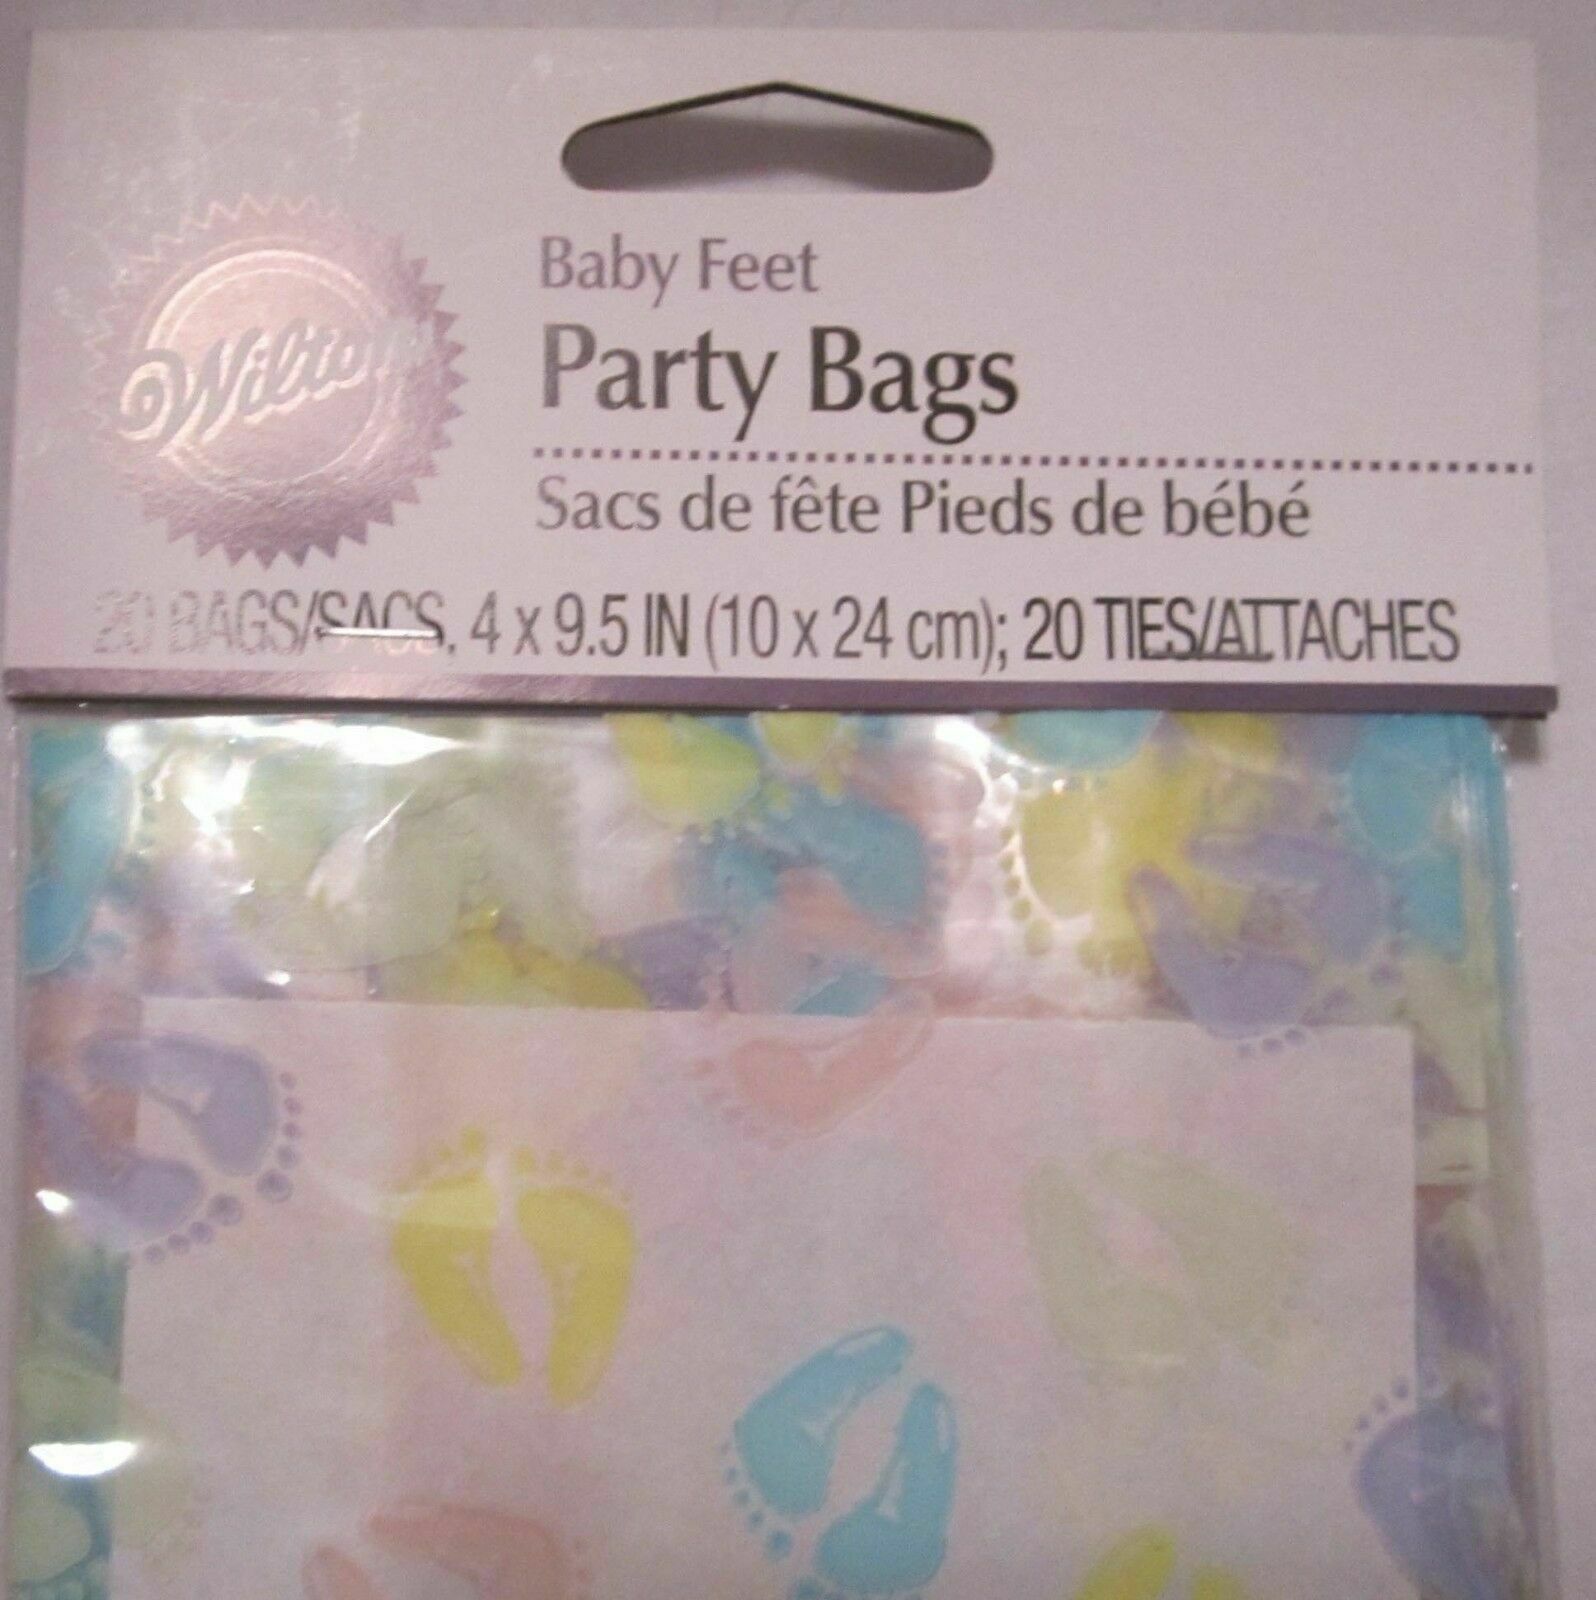 Wilton
Baby Feet
Party Bags
Sacs de fête Pieds de bébé
20 BAGS/SACS, 4 x 9.5 IN (10 x 24 cm); 20 TIES/ATTACHES